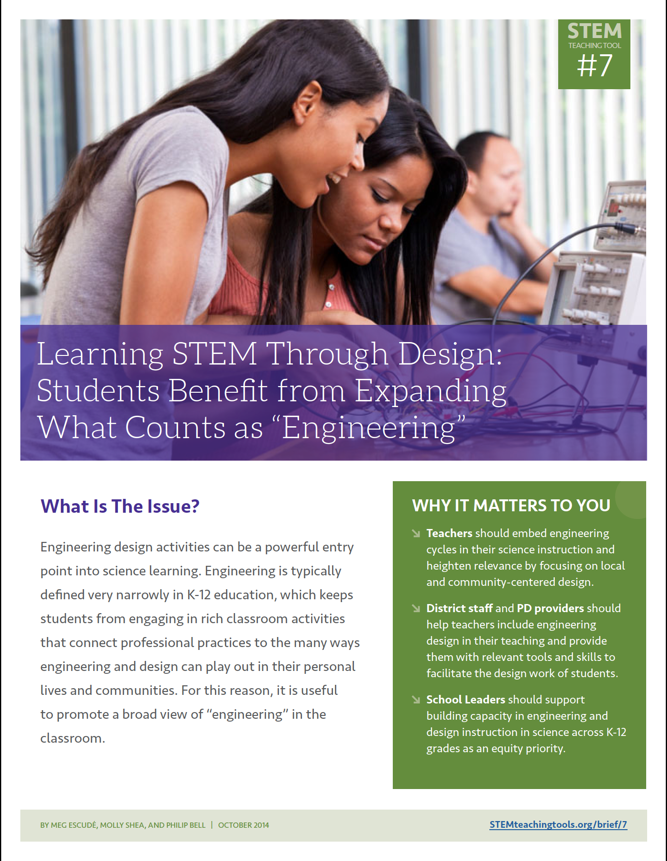 STEM
TEACHING TOOL
#7
Learning STEM Through Design:
Students Benefit from Expanding
What Counts as “Engineering”
What Is The Issue?
Engineering design activities can be a powerful entry
point into science learning. Engineering is typically
defined very narrowly in K-12 education, which keeps
students from engaging in rich classroom activities
that connect professional practices to the many ways
engineering and design can play out in their personal
lives and communities. For this reason, it is useful
to promote a broad view of “engineering” in the
classroom.
WHY IT MATTERS TO YOU
Teachers should embed engineering
cycles in their science instruction and
heighten relevance by focusing on local
and community-centered design.
District staff and PD providers should
help teachers include engineering
design in their teaching and provide
them with relevant tools and skills to
facilitate the design work of students.
School Leaders should support
building capacity in engineering and
design instruction in science across K-12
grades as an equity priority.
BY MEG ESCUDÉ, MOLLY SHEA, AND PHILIP BELL | OCTOBER 2014
STEMteachingtools.org/brief/7